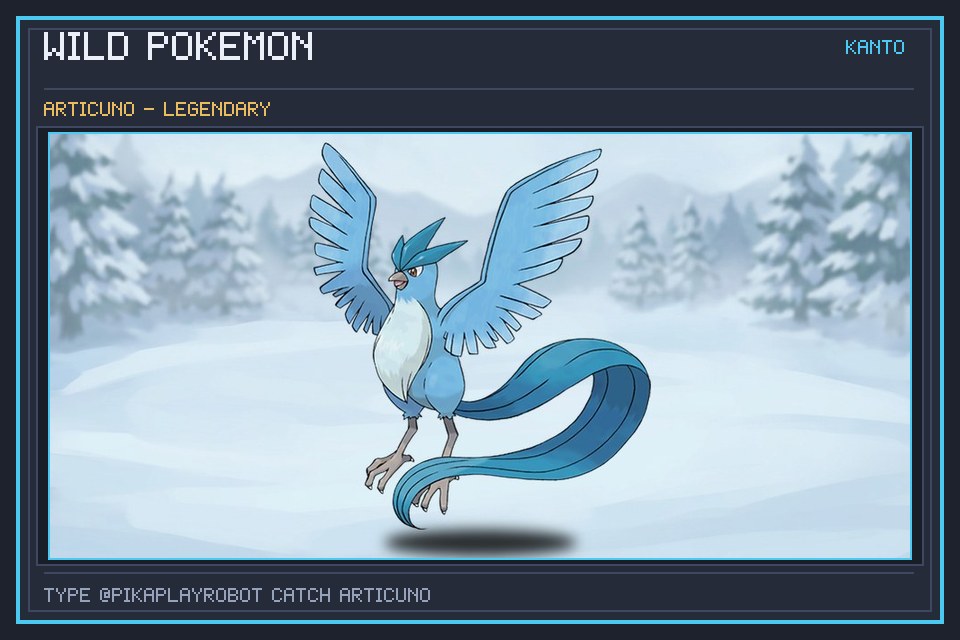 WILD POKEMON
KANTO
ARTICUNO - LEGENDARY
TYPE @PIKAPLAYROBOT CATCH ARTICUNO